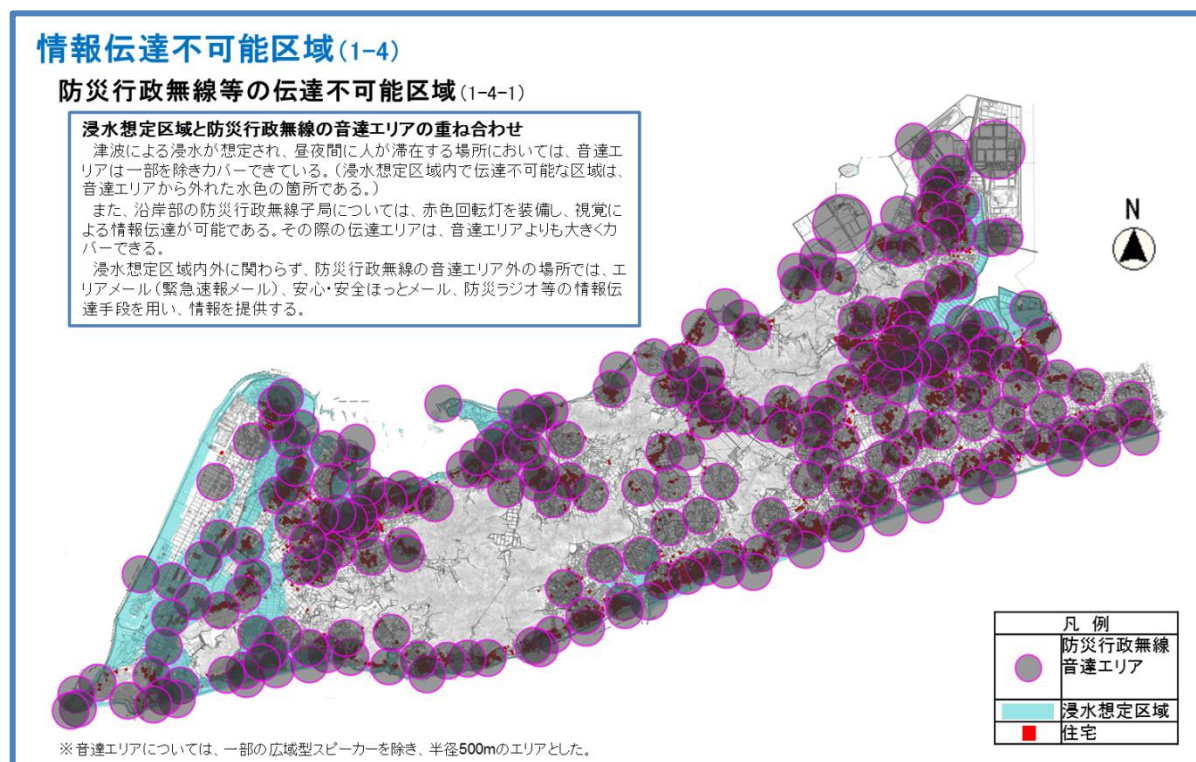 情報伝達不可能区域(1-4)
防災行政無線等の伝達不可能区域(1-4-1)
浸水想定区域と防災行政無線の音達エリアの重ね合わせ
津波による浸水が想定され、昼夜間に人が滞在する場所においては、音達エ
リアは一部を除きカバーできている。(浸水想定区域内で伝達不可能な区域は、
音達エリアから外れた水色の箇所である。)
また、沿岸部の防災行政無線子局については、赤色回転灯を装備し、視覚に
よる情報伝達が可能である。その際の伝達エリアは、音達エリアよりも大きくカ
バーできる。
浸水想定区域内外に関わらず、防災行政無線の音達エリア外の場所では、エ
リアメール(緊急速報メール)、安心・安全ほっとメール、防災ラジオ等の情報伝
達手段を用い、情報を提供する。
N
凡 例
防災行政無線
音達エリア
浸水想定区域
住宅
※音達エリアについては、一部の広域型スピーカーを除き、半径500mのエリアとした。